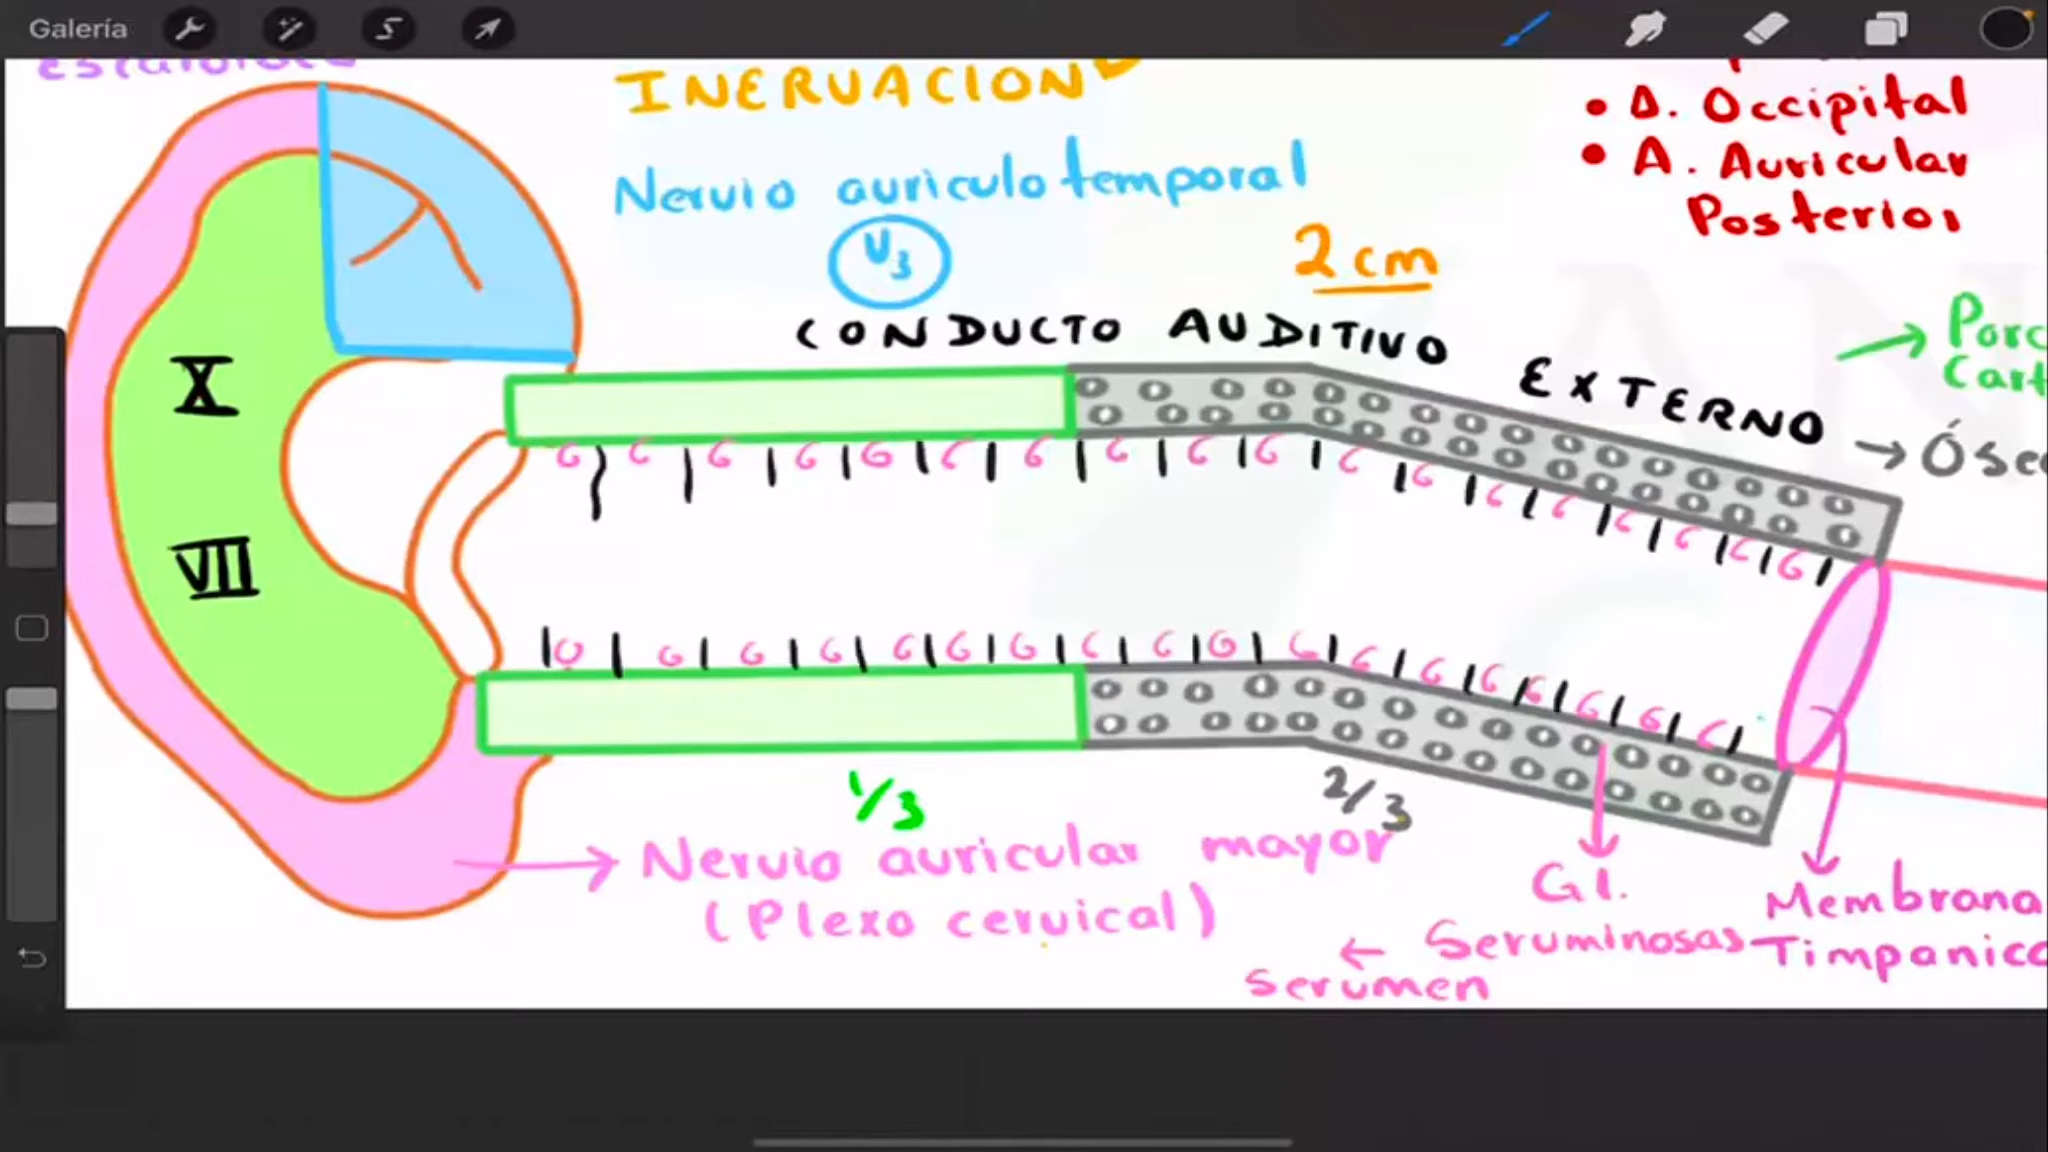 Galería
INERVACION
• A. Occipital
• A. Auricular
Posterior
Nervio auriculotemporal
V3
2 cm
CONDUCTO AUDITIVO EXTERNO
→ Porc
Cart
→ Óse
X
VII
1/3
2/3
→ Nervio auricular mayor
(Plexo cervical)
Gl.
Seruminosas
← Serumen
Membrana
Timpanica